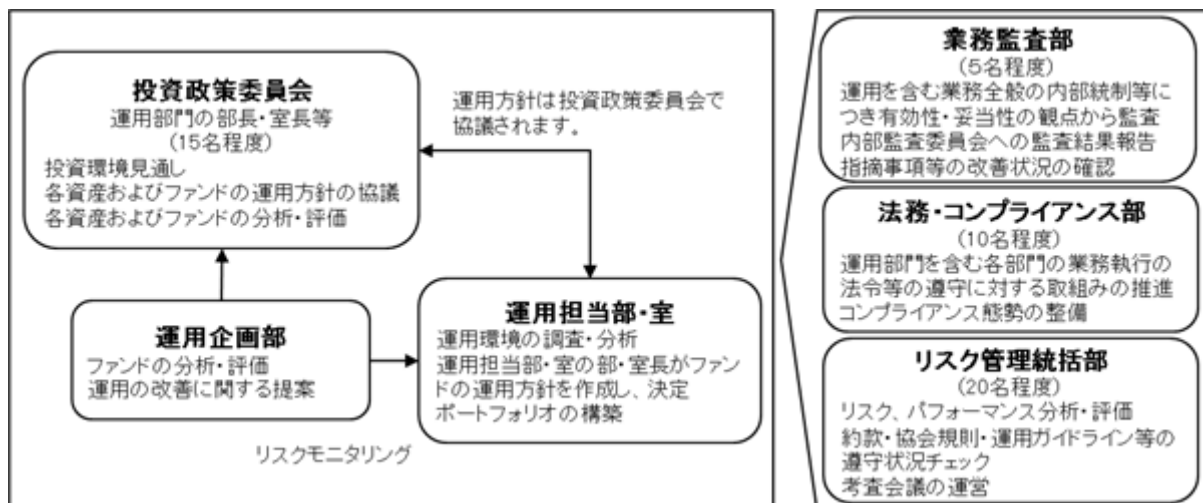 投資政策委員会
運用部門の部長・室長等
(15名程度)
投資環境見通し
各資産およびファンドの運用方針の協議
各資産およびファンドの分析・評価
運用方針は投資政策委員会で
協議されます。
運用企画部
ファンドの分析・評価
運用の改善に関する提案
運用担当部・室
運用環境の調査・分析
運用担当部・室の部・室長がファン
ドの運用方針を作成し、決定
ポートフォリオの構築
リスクモニタリング
業務監査部
(5名程度)
運用を含む業務全般の内部統制等に
つき有効性・妥当性の観点から監査
内部監査委員会への監査結果報告
指摘事項等の改善状況の確認
法務・コンプライアンス部
(10名程度)
運用部門を含む各部門の業務執行の
法令等の遵守に対する取組みの推進
コンプライアンス態勢の整備
リスク管理統括部
(20名程度)
リスク、パフォーマンス分析・評価
約款・協会規則・運用ガイドライン等の
遵守状況チェック
考査会議の運営